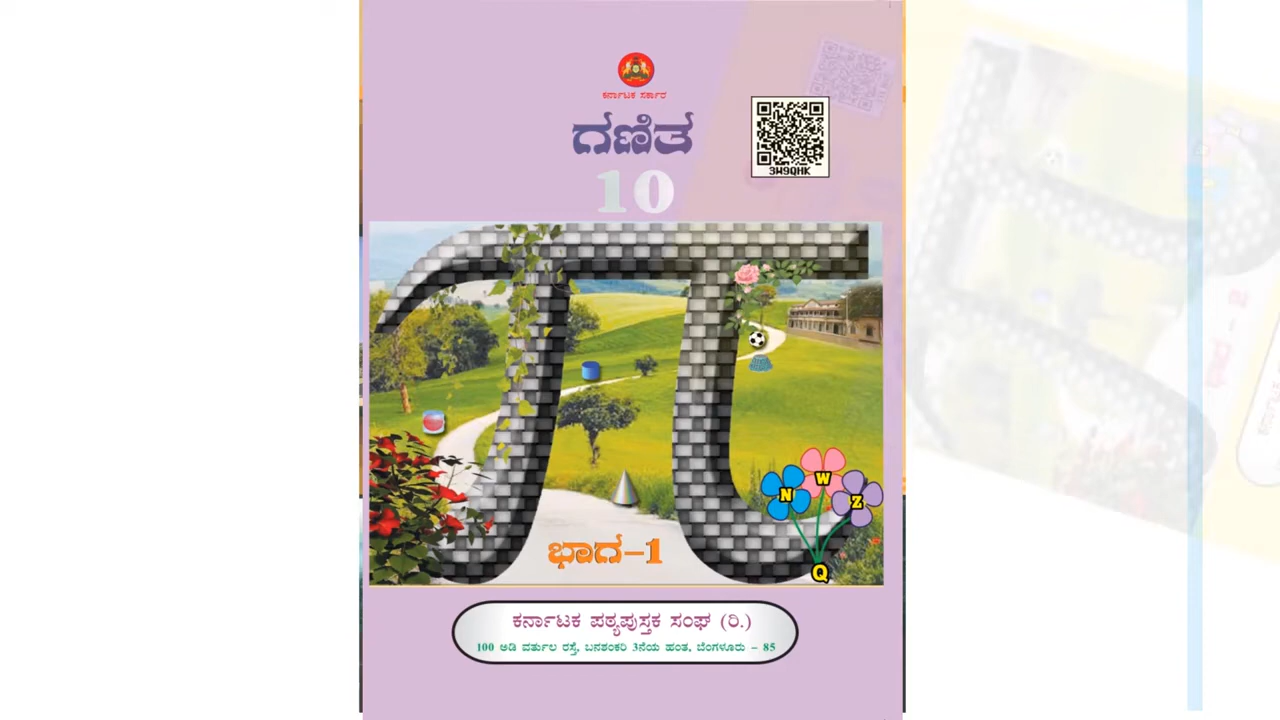 ಕರ್ನಾಟಕ ಸರ್ಕಾರ
ಗಣಿತ
10
3W9QHK
N
W
Z
Q
ಭಾಗ-1
ಕರ್ನಾಟಕ ಪಠ್ಯಪುಸ್ತಕ ಸಂಘ (ರಿ.)
100 ಅಡಿ ವರ್ತುಲ ರಸ್ತೆ, ಬನಶಂಕರಿ 3ನೆಯ ಹಂತ, ಬೆಂಗಳೂರು - 85